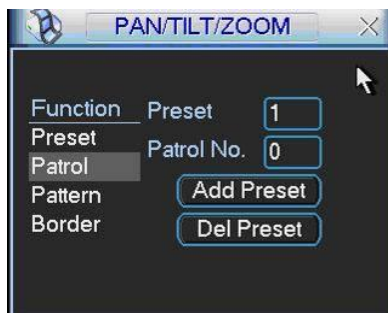 PAN/TILT/ZOOM
Function
Preset
Patrol
Pattern
Border
Preset 1
Patrol No. 0
Add Preset
Del Preset